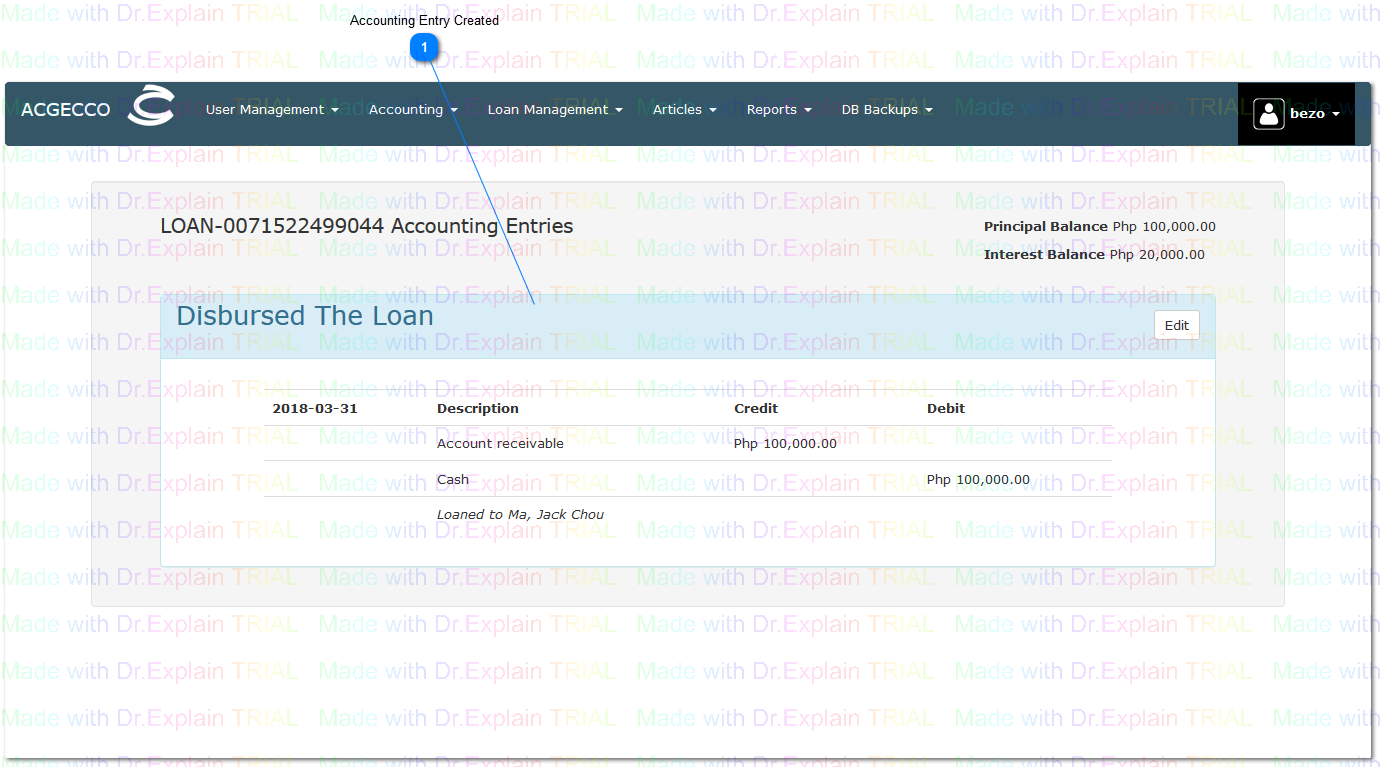 Accounting Entry Created
1
ACGECCO User Management Accounting Loan Management Articles Reports DB Backups bezo
LOAN-0071522499044 Accounting Entries
Principal Balance Php 100,000.00
Interest Balance Php 20,000.00
Disbursed The Loan
Edit
2018-03-31 Description Credit Debit
Account receivable Php 100,000.00
Cash Php 100,000.00
Loaned to Ma, Jack Chou
Made with Dr.Explain TRIAL